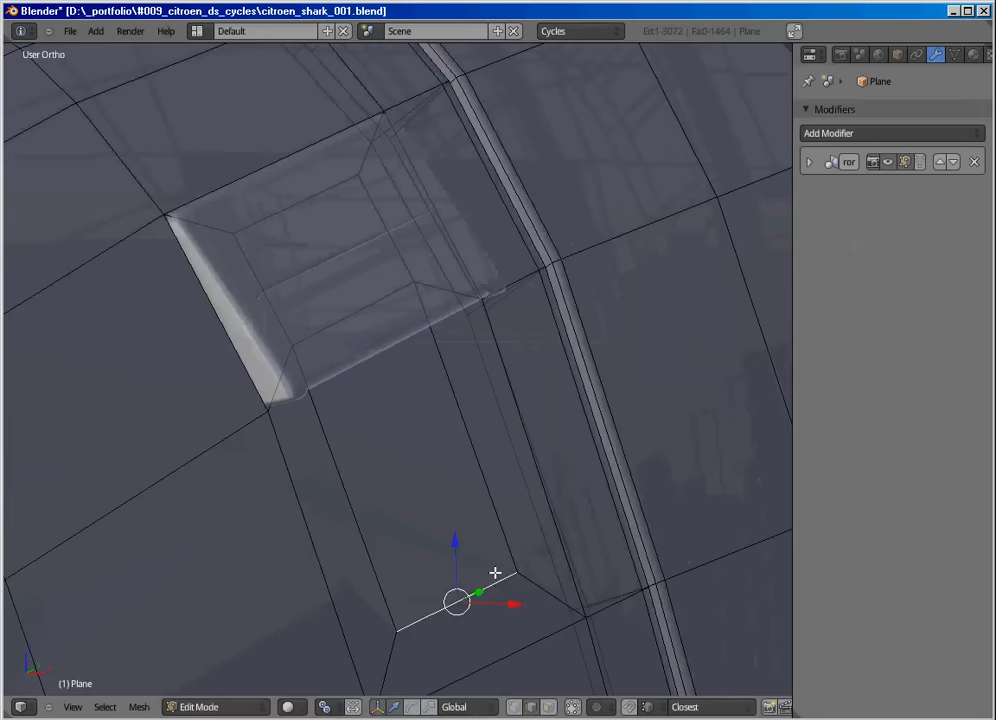 Blender* [D:\_portfolio\#009_citroen_ds_cycles\citroen_shark_001.blend]
File Add Render Help Default Scene Cycles Ed:1-3072 | Fa:0-1464 | Plane
User Ortho
Plane
Modifiers
Add Modifier
ror
(1) Plane
View Select Mesh Edit Mode Global Closest